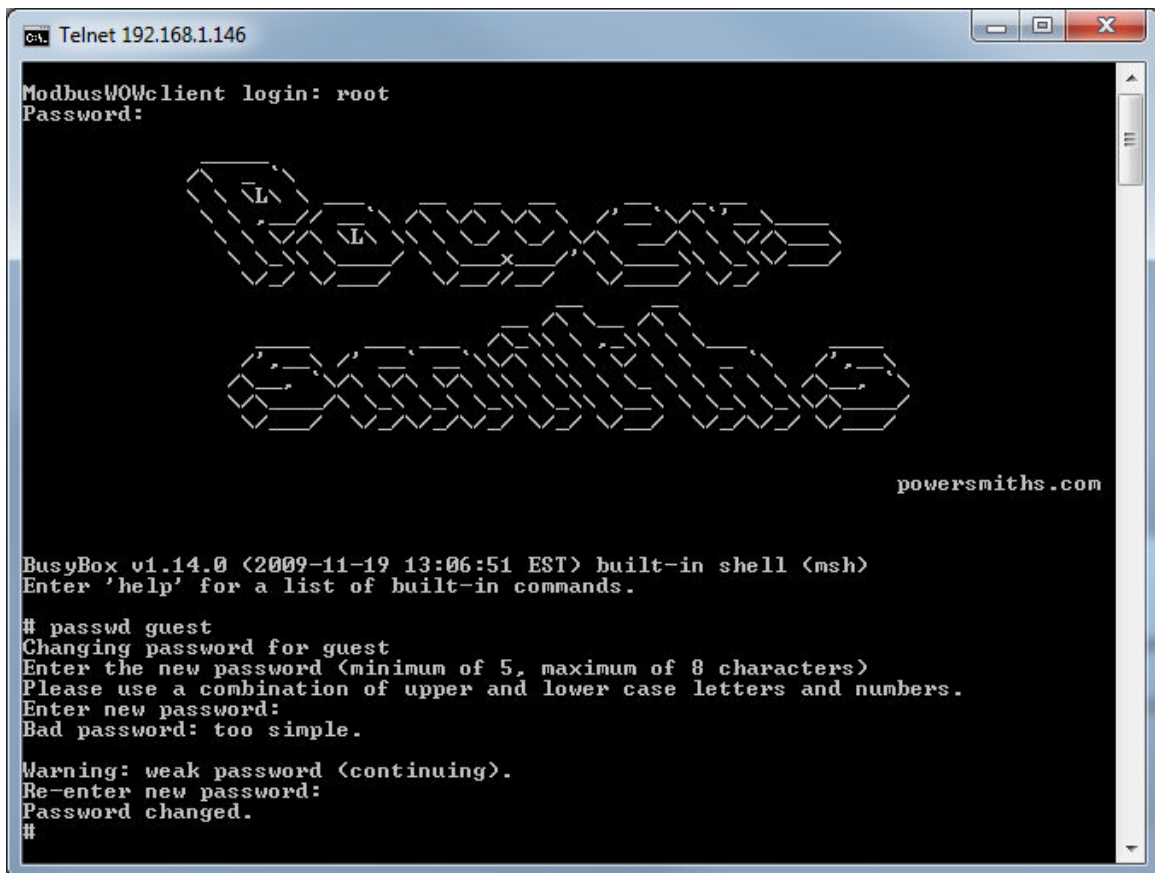 Telnet 192.168.1.146
ModbusWOWclient login: root
Password:
Power-
smiths
powersmiths.com
BusyBox v1.14.0 (2009-11-19 13:06:51 EST) built-in shell (msh)
Enter 'help' for a list of built-in commands.
# passwd guest
Changing password for guest
Enter the new password (minimum of 5, maximum of 8 characters)
Please use a combination of upper and lower case letters and numbers.
Enter new password:
Bad password: too simple.
Warning: weak password (continuing).
Re-enter new password:
Password changed.
#